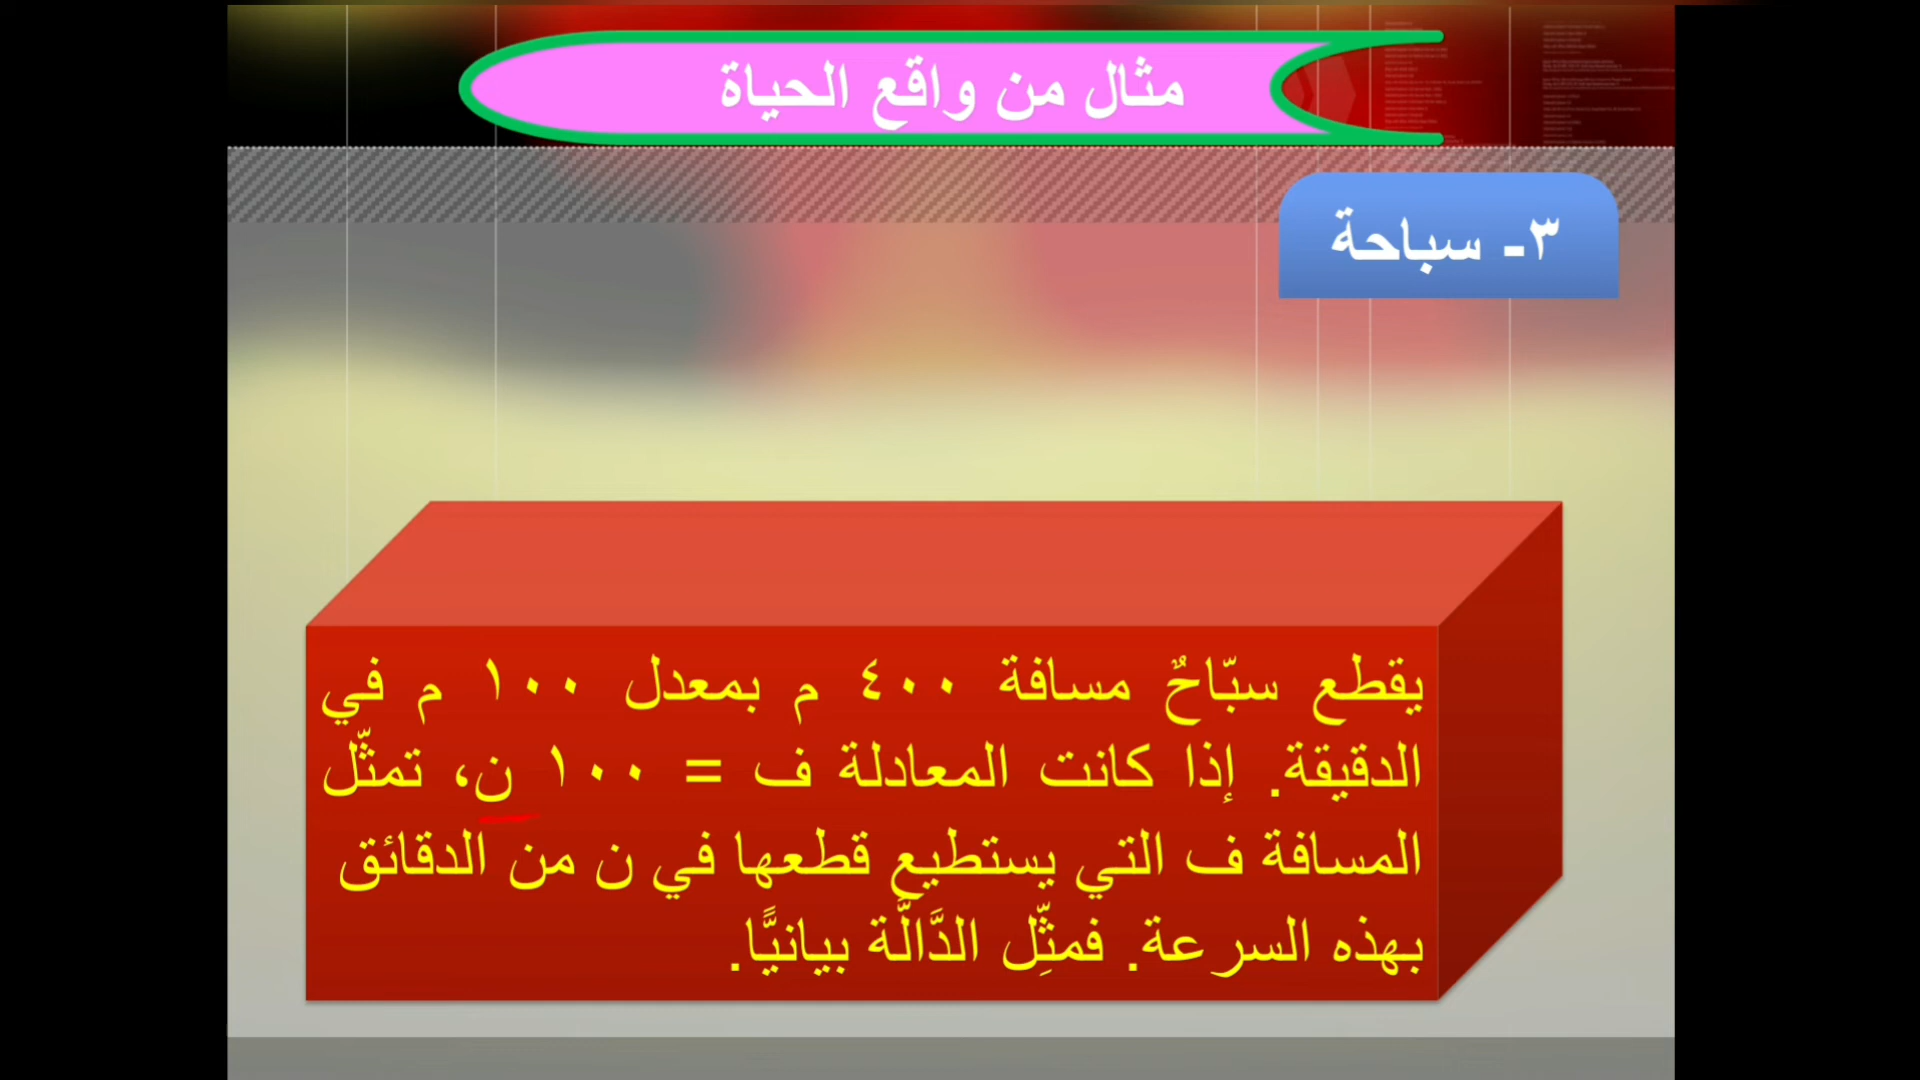 مثال من واقع الحياة
٣- سباحة
يقطع سبّاحٌ مسافة ٤٠٠ م بمعدل ١٠٠ م في
الدقيقة. إذا كانت المعادلة ف = ١٠٠ ن، تمثّل
المسافة ف التي يستطيع قطعها في ن من الدقائق
بهذه السرعة. فمثِّل الدَّالَّة بيانيًّا.